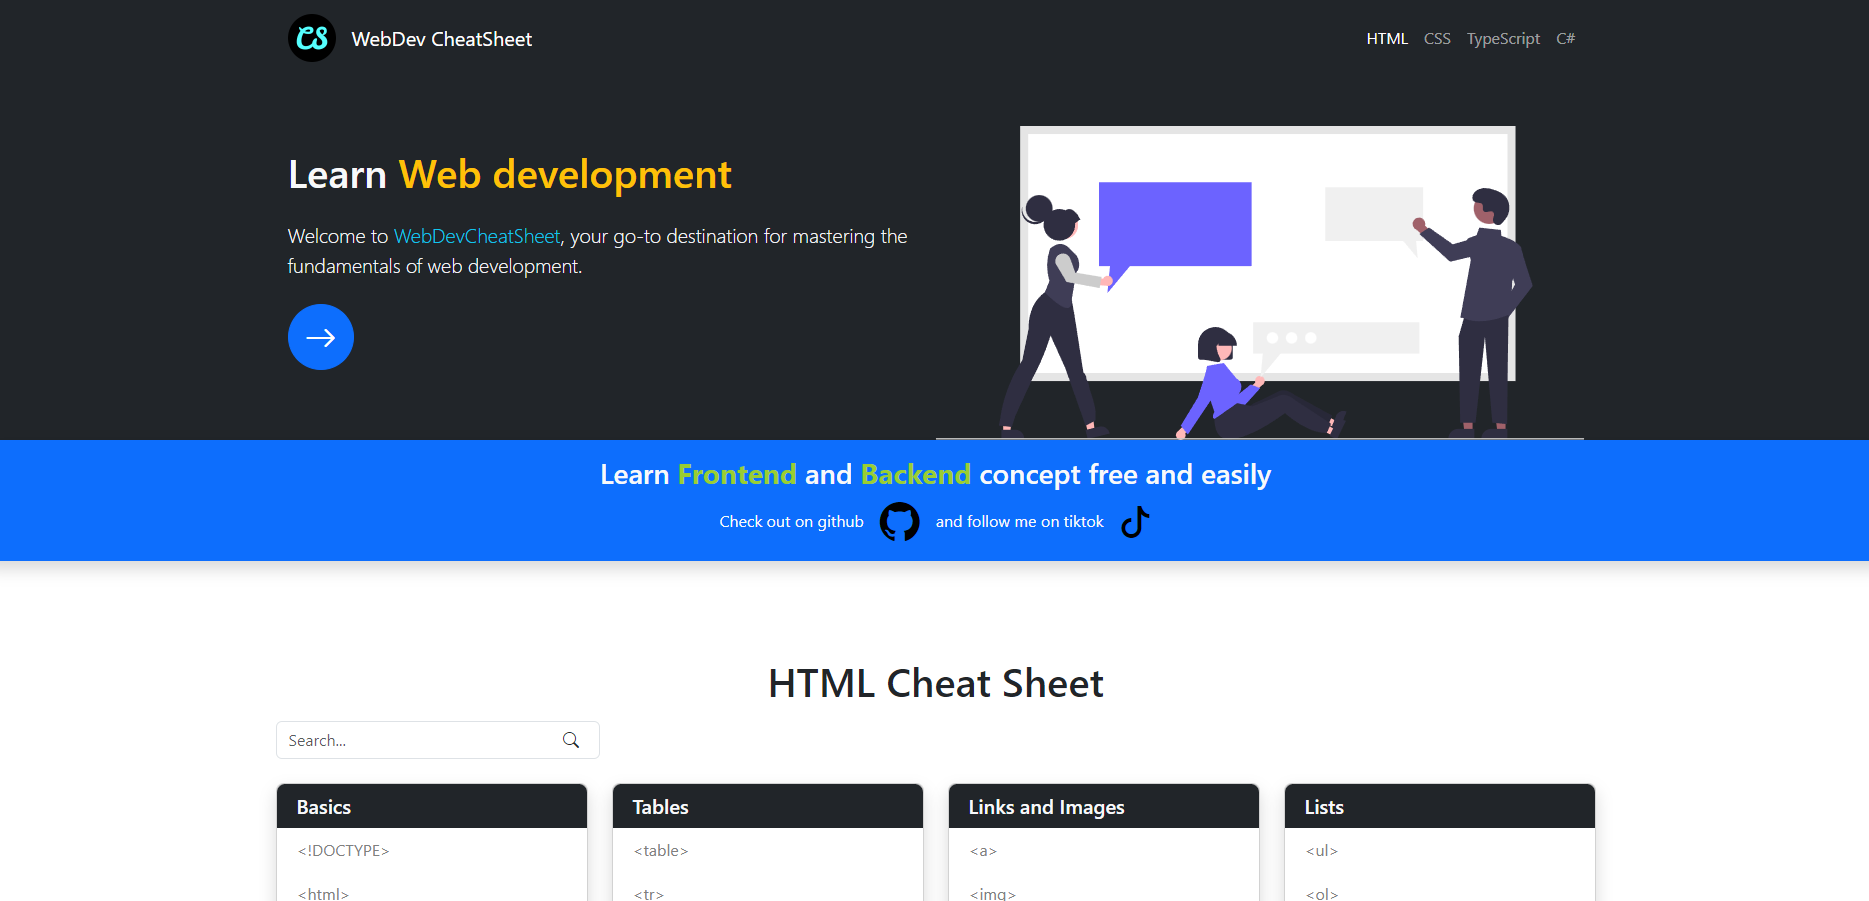 CS WebDev CheatSheet
HTML CSS TypeScript C#
Learn Web development
Welcome to WebDevCheatSheet, your go-to destination for mastering the
fundamentals of web development.
Learn Frontend and Backend concept free and easily
Check out on github and follow me on tiktok
HTML Cheat Sheet
Search...
Basics
<!DOCTYPE>
<html>
Tables
<table>
<tr>
Links and Images
<a>
<img>
Lists
<ul>
<ol>